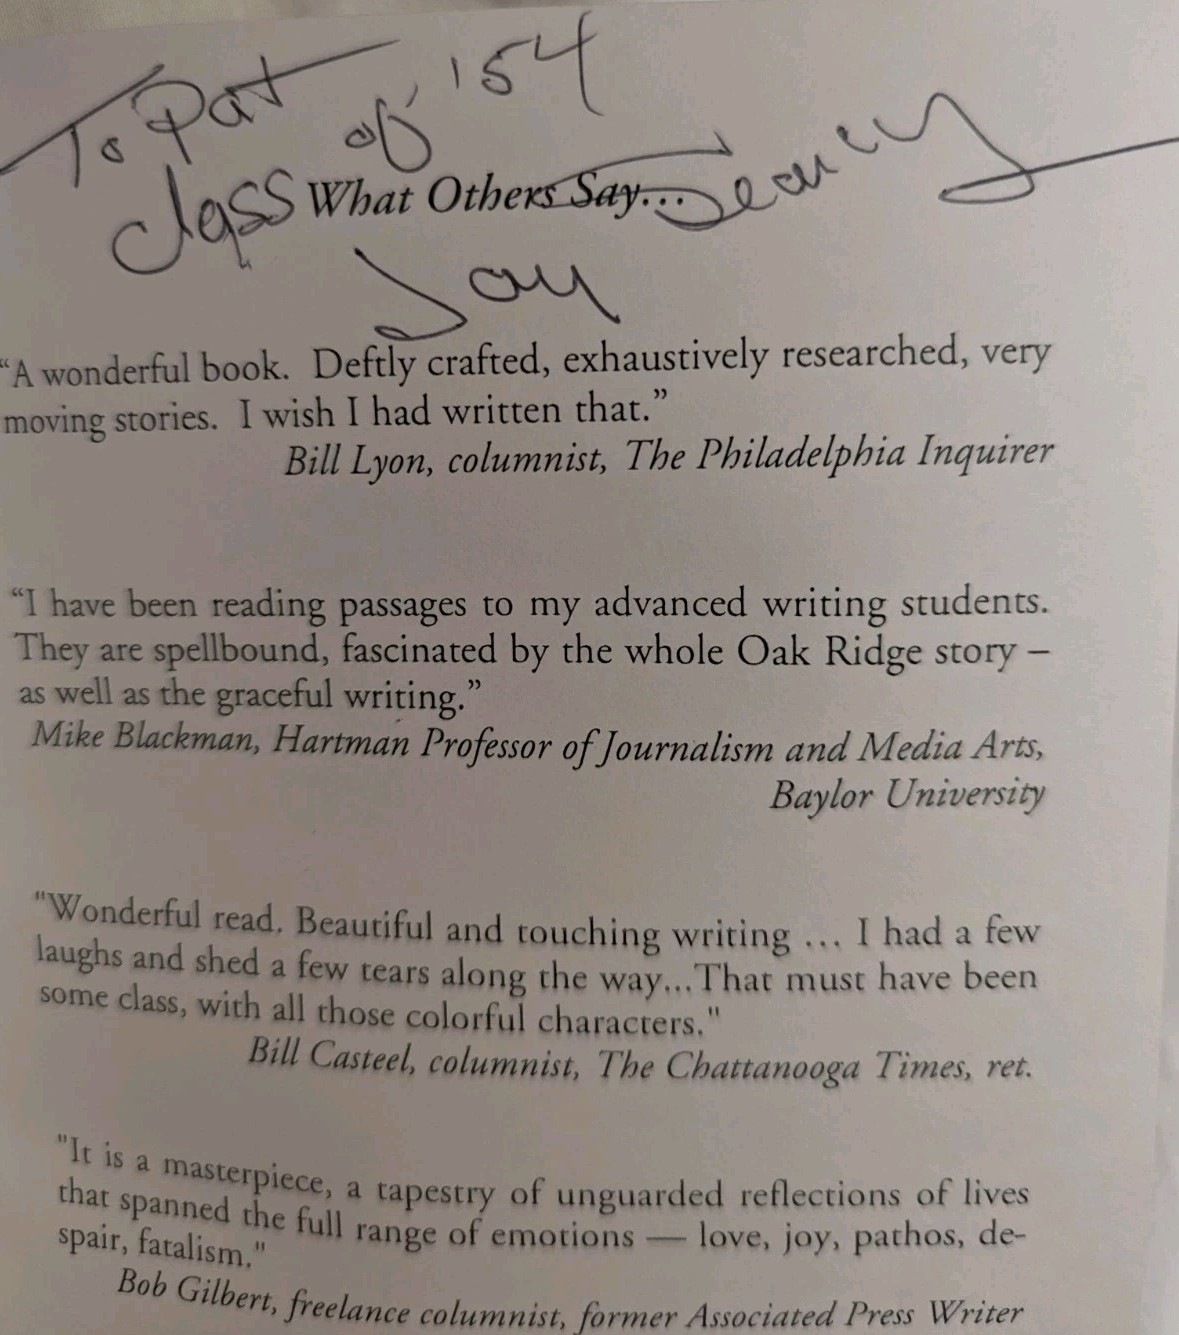 To Pat
Class of '54
Jay Searcy
What Others Say...
“A wonderful book. Deftly crafted, exhaustively researched, very
moving stories. I wish I had written that.”
Bill Lyon, columnist, The Philadelphia Inquirer
“I have been reading passages to my advanced writing students.
They are spellbound, fascinated by the whole Oak Ridge story –
as well as the graceful writing.”
Mike Blackman, Hartman Professor of Journalism and Media Arts,
Baylor University
"Wonderful read. Beautiful and touching writing ... I had a few
laughs and shed a few tears along the way...That must have been
some class, with all those colorful characters."
Bill Casteel, columnist, The Chattanooga Times, ret.
"It is a masterpiece, a tapestry of unguarded reflections of lives
that spanned the full range of emotions — love, joy, pathos, de-
spair, fatalism."
Bob Gilbert, freelance columnist, former Associated Press Writer